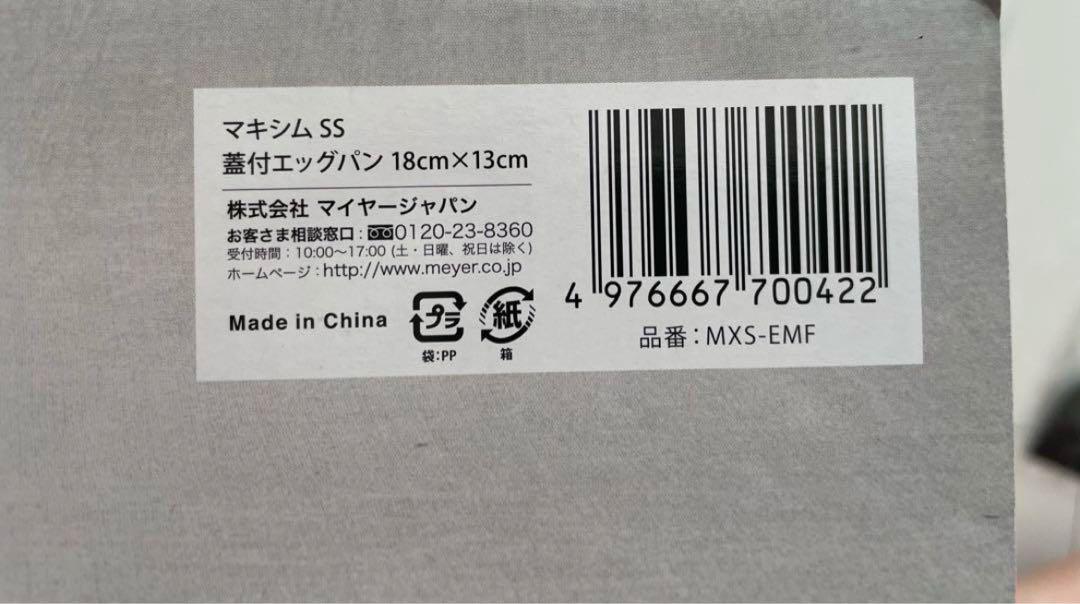 マキシム SS
蓋付エッグパン 18cm×13cm
株式会社 マイヤージャパン
お客さま相談窓口:0120-23-8360
受付時間:10:00〜17:00 (土・日曜、祝日は除く)
ホームページ:http://www.meyer.co.jp
Made in China
プラ
袋:PP
紙
箱
4 976667 700422
品番:MXS-EMF